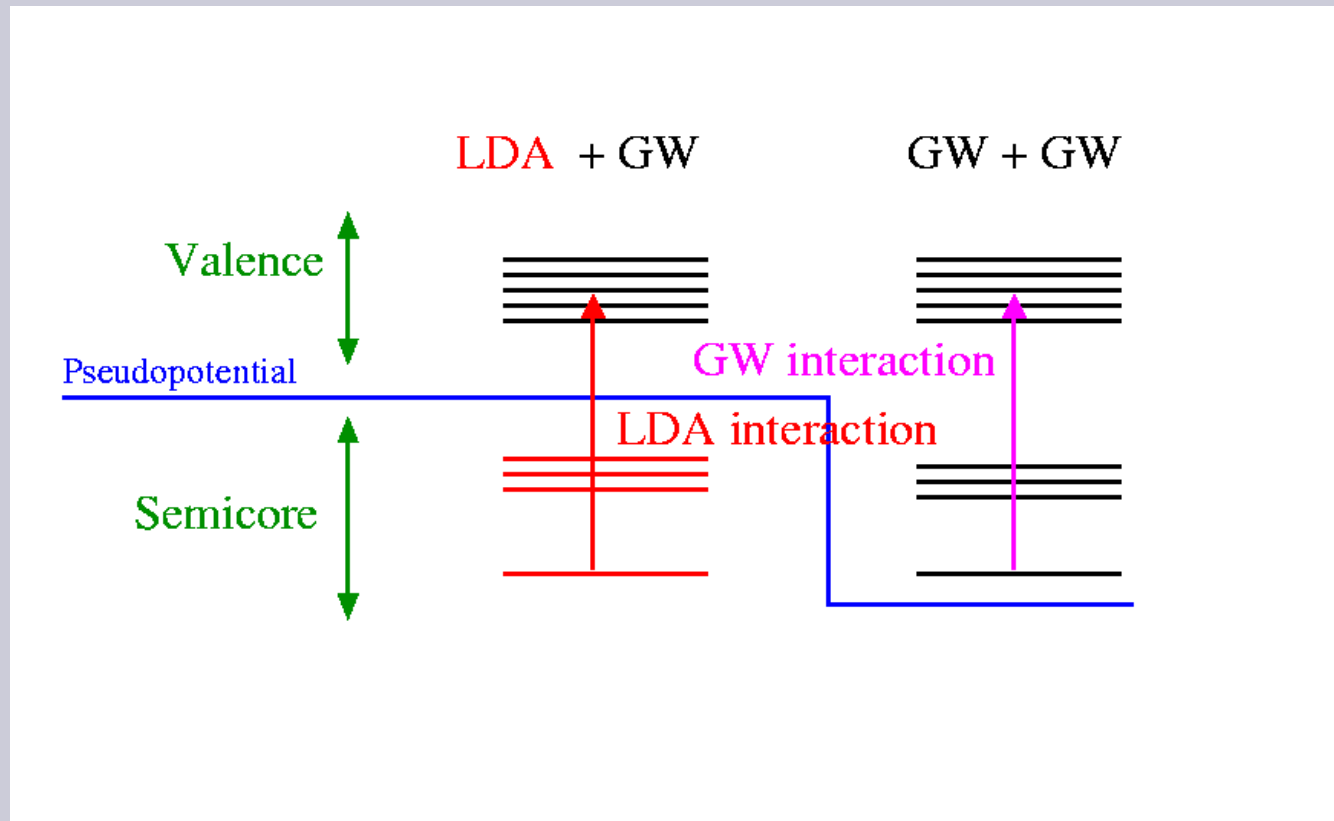 LDA + GW
GW + GW
Valence
GW interaction
Pseudopotential
LDA interaction
Semicore